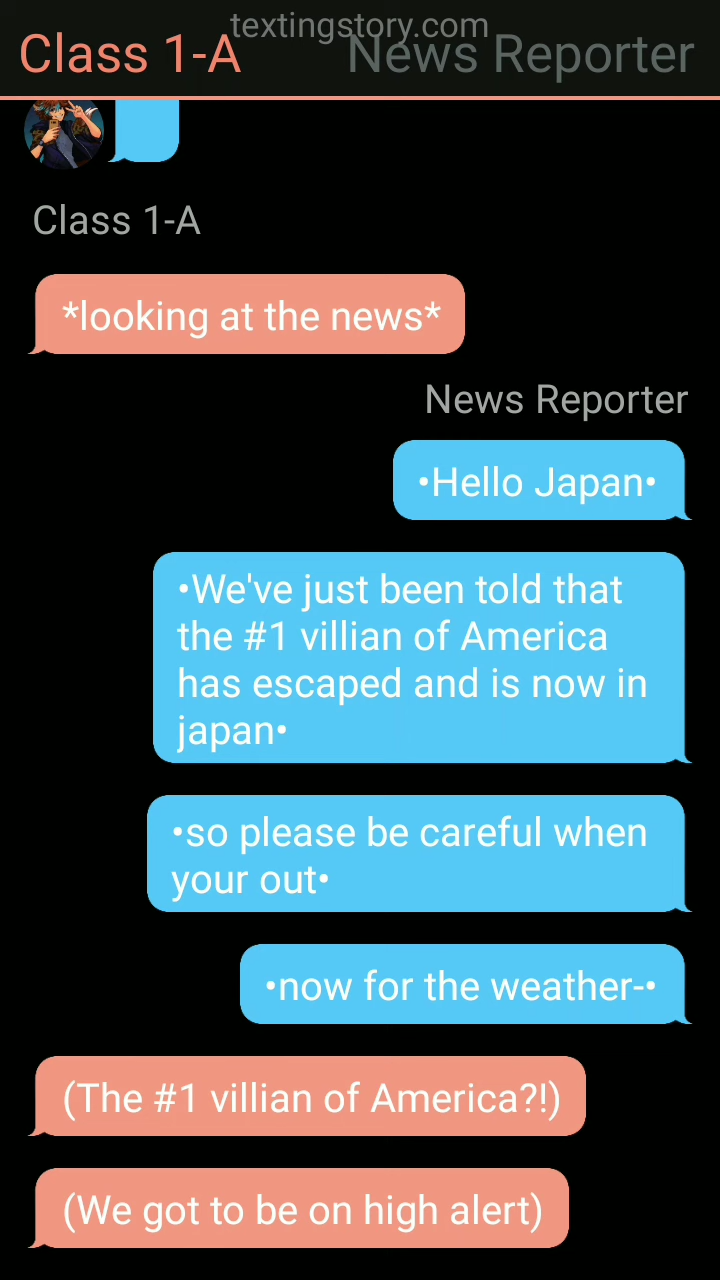 textingstory.com
Class 1-A
News Reporter
Class 1-A
*looking at the news*
News Reporter
•Hello Japan•
•We've just been told that
the #1 villian of America
has escaped and is now in
japan•
•so please be careful when
your out•
•now for the weather-•
(The #1 villian of America?!)
(We got to be on high alert)